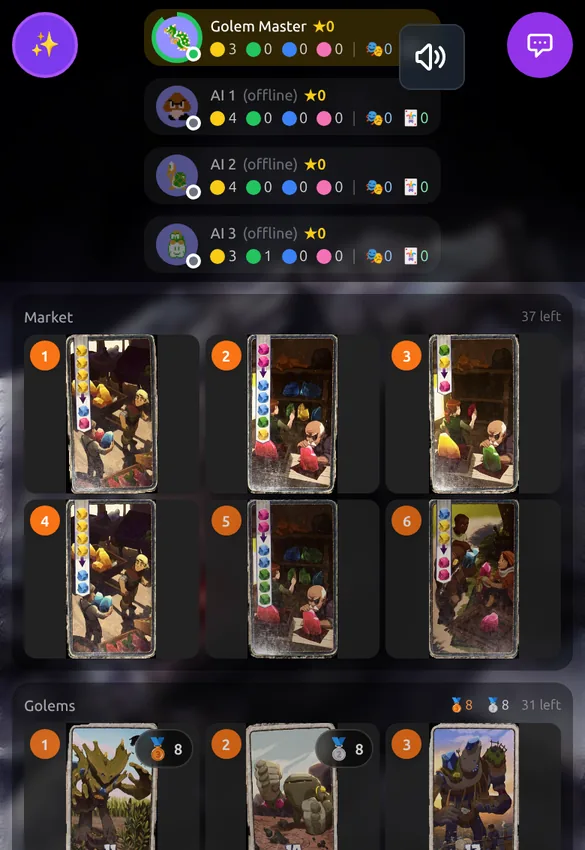 Golem Master ★0
3 0 0 0 | 0
AI 1 (offline) ★0
4 0 0 0 | 0 0
AI 2 (offline) ★0
4 0 0 0 | 0 0
AI 3 (offline) ★0
3 1 0 0 | 0 0
Market 37 left
1 2 3
4 5 6
Golems 8 8 31 left
1 8 2 8 3